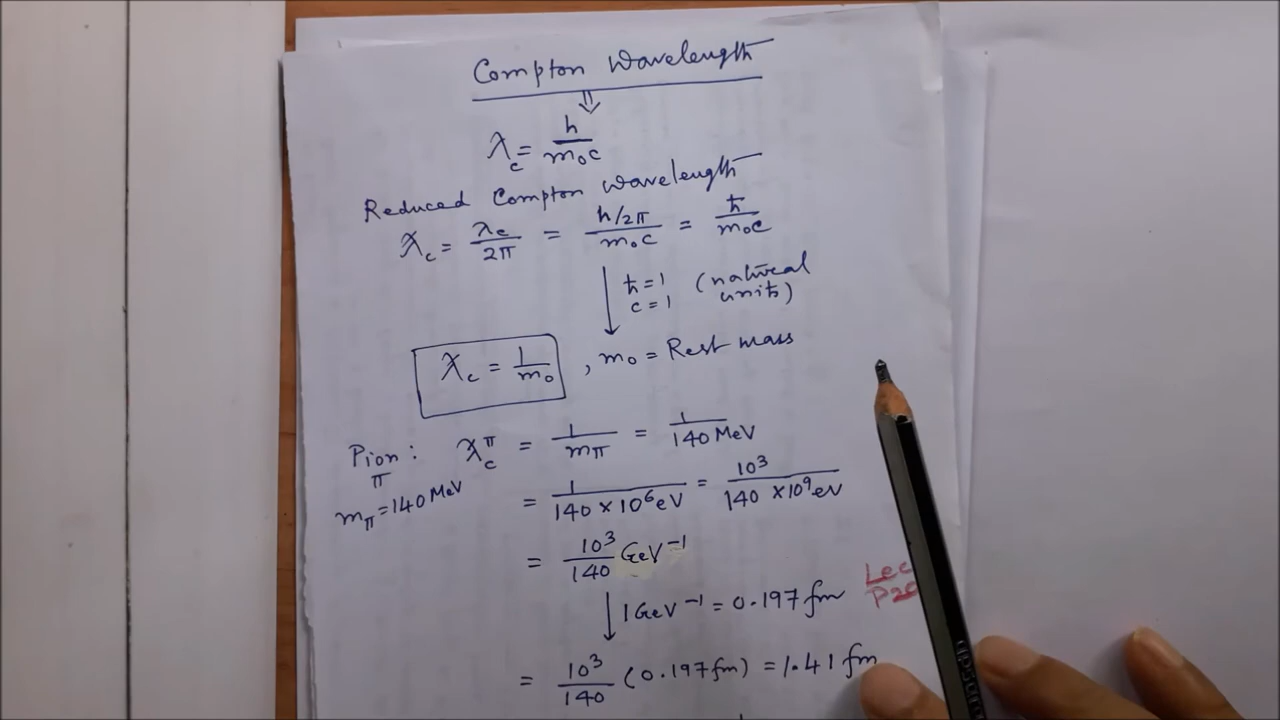 Compton Wavelength
⇓
λc = h/m₀c
Reduced Compton Wavelength
ƛc = λc/2π = h/2π/m₀c = ħ/m₀c
↓ ħ = 1 (natural
c = 1 units)
ƛc = 1/m₀ , m₀ = Rest mass
Pion : ƛcπ = 1/mπ = 1/140 MeV
π
mπ = 140 MeV
= 1/140 × 10⁶ eV = 10³/140 × 10⁹ eV
= 10³/140 GeV⁻¹
↓ 1 GeV⁻¹ = 0.197 fm
Lec
= 10³/140 (0.197 fm) = 1.41 fm